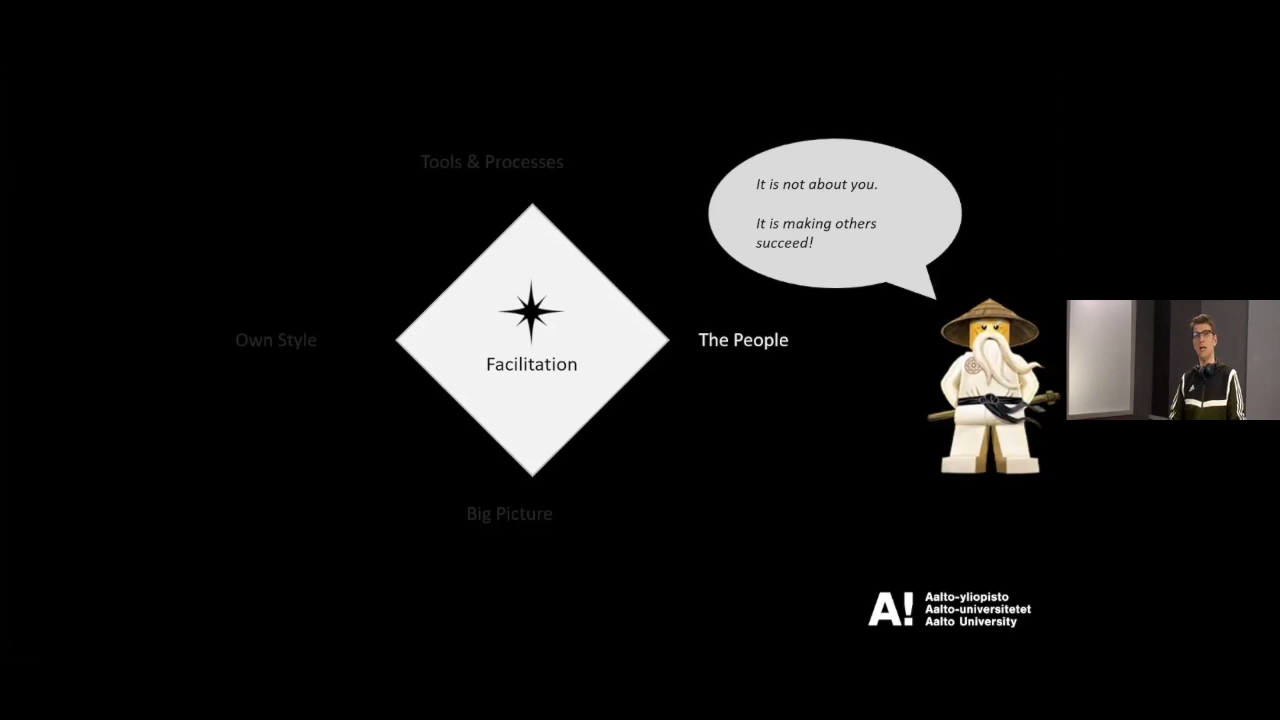 Tools & Processes
It is not about you.
It is making others
succeed!
Own Style
Facilitation
The People
Big Picture
A! Aalto-yliopisto
Aalto-universitetet
Aalto University